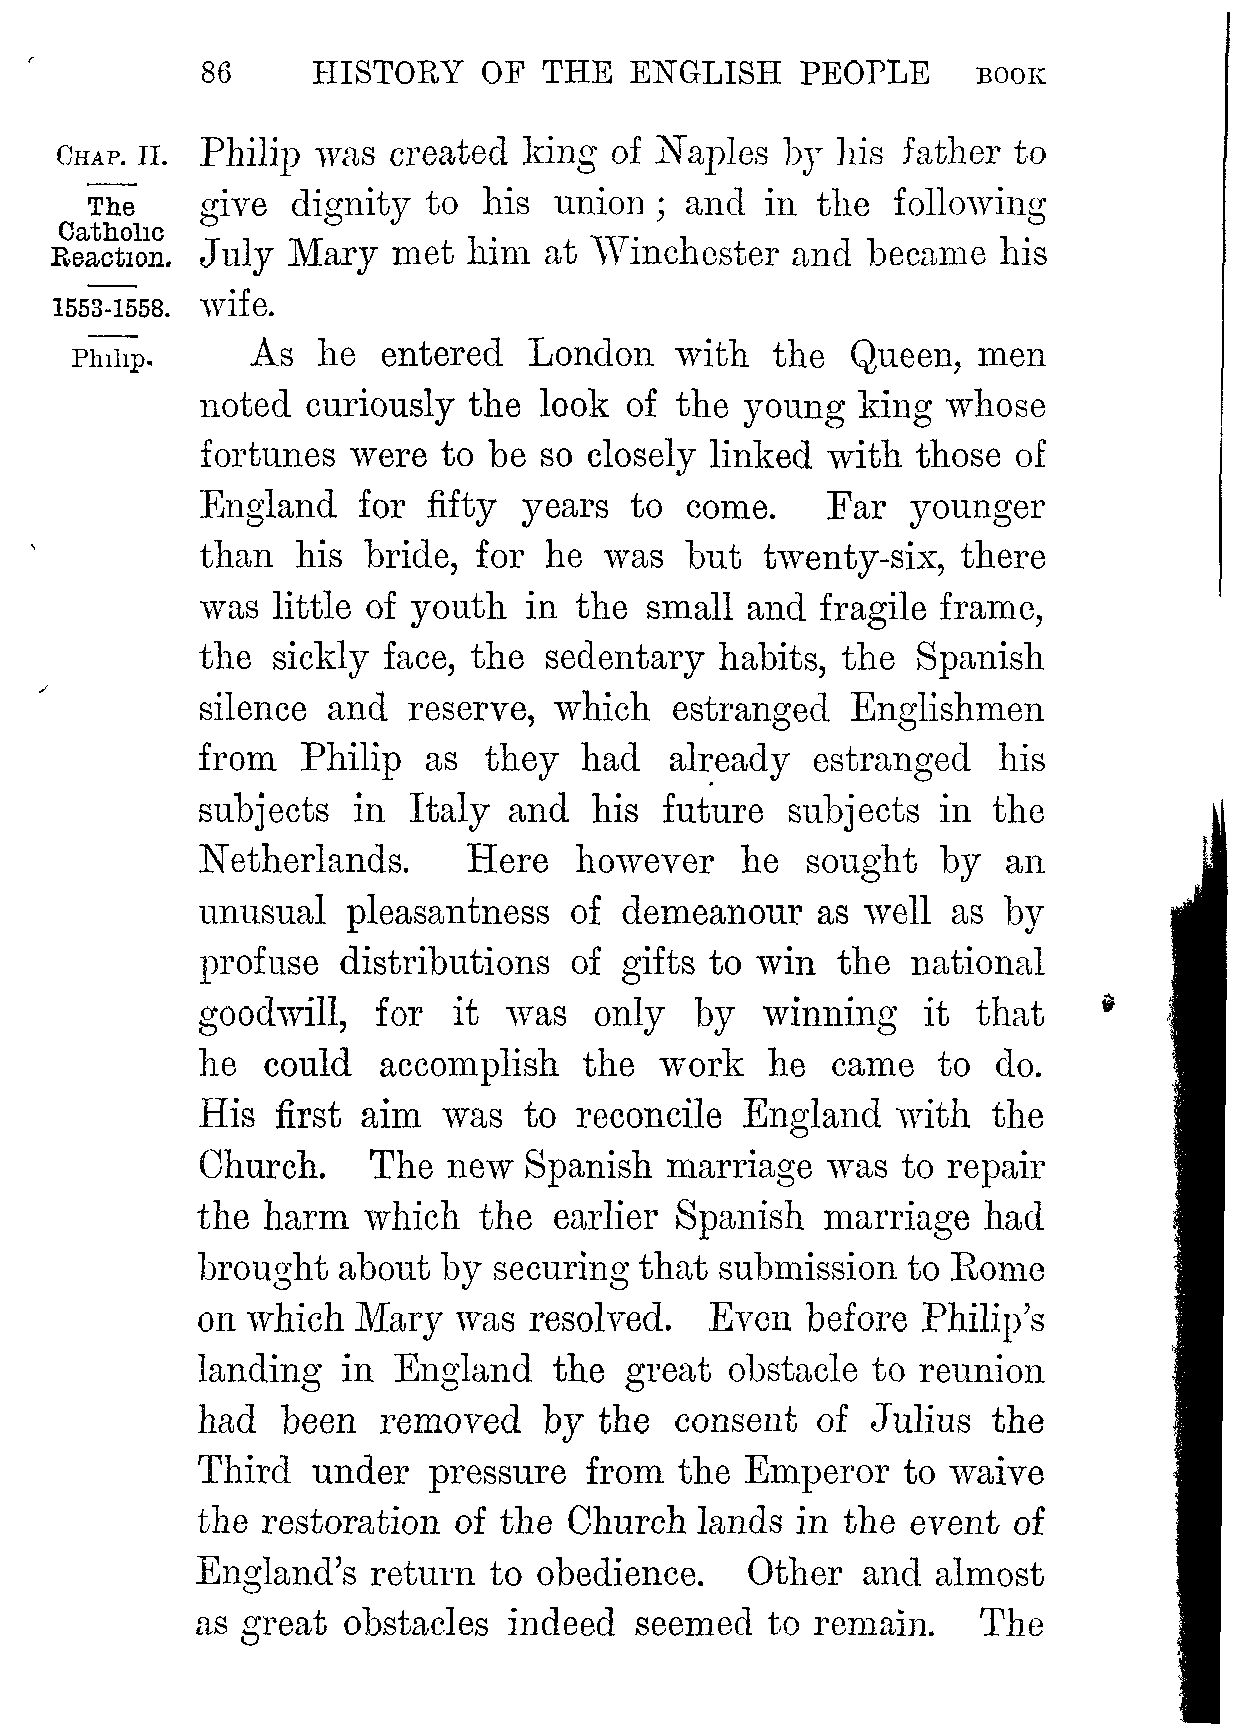 86 HISTORY OF THE ENGLISH PEOPLE BOOK
CHAP. II.
The
Catholic
Reaction.
1553-1558.
Philip.
Philip was created king of Naples by his father to
give dignity to his union ; and in the following
July Mary met him at Winchester and became his
wife.
As he entered London with the Queen, men
noted curiously the look of the young king whose
fortunes were to be so closely linked with those of
England for fifty years to come. Far younger
than his bride, for he was but twenty-six, there
was little of youth in the small and fragile frame,
the sickly face, the sedentary habits, the Spanish
silence and reserve, which estranged Englishmen
from Philip as they had already estranged his
subjects in Italy and his future subjects in the
Netherlands. Here however he sought by an
unusual pleasantness of demeanour as well as by
profuse distributions of gifts to win the national
goodwill, for it was only by winning it that
he could accomplish the work he came to do.
His first aim was to reconcile England with the
Church. The new Spanish marriage was to repair
the harm which the earlier Spanish marriage had
brought about by securing that submission to Rome
on which Mary was resolved. Even before Philip's
landing in England the great obstacle to reunion
had been removed by the consent of Julius the
Third under pressure from the Emperor to waive
the restoration of the Church lands in the event of
England's return to obedience. Other and almost
as great obstacles indeed seemed to remain. The